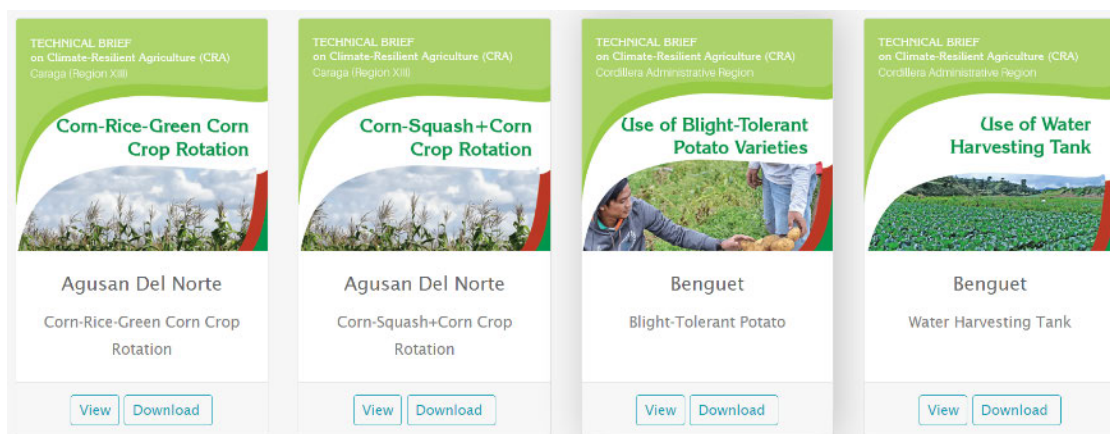 TECHNICAL BRIEF
on Climate-Resilient Agriculture (CRA)
Caraga (Region XIII)
Corn-Rice-Green Corn
Crop Rotation
Agusan Del Norte
Corn-Rice-Green Corn Crop
Rotation
View
Download
TECHNICAL BRIEF
on Climate-Resilient Agriculture (CRA)
Caraga (Region XIII)
Corn-Squash+Corn
Crop Rotation
Agusan Del Norte
Corn-Squash+Corn Crop
Rotation
View
Download
TECHNICAL BRIEF
on Climate-Resilient Agriculture (CRA)
Cordillera Administrative Region
Use of Blight-Tolerant
Potato Varieties
Benguet
Blight-Tolerant Potato
View
Download
TECHNICAL BRIEF
on Climate-Resilient Agriculture (CRA)
Cordillera Administrative Region
Use of Water
Harvesting Tank
Benguet
Water Harvesting Tank
View
Download